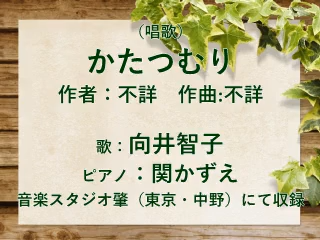 （唱歌）
かたつむり
作者：不詳　作曲:不詳
歌：向井智子
ピアノ：関かずえ
音楽スタジオ肇（東京・中野）にて収録